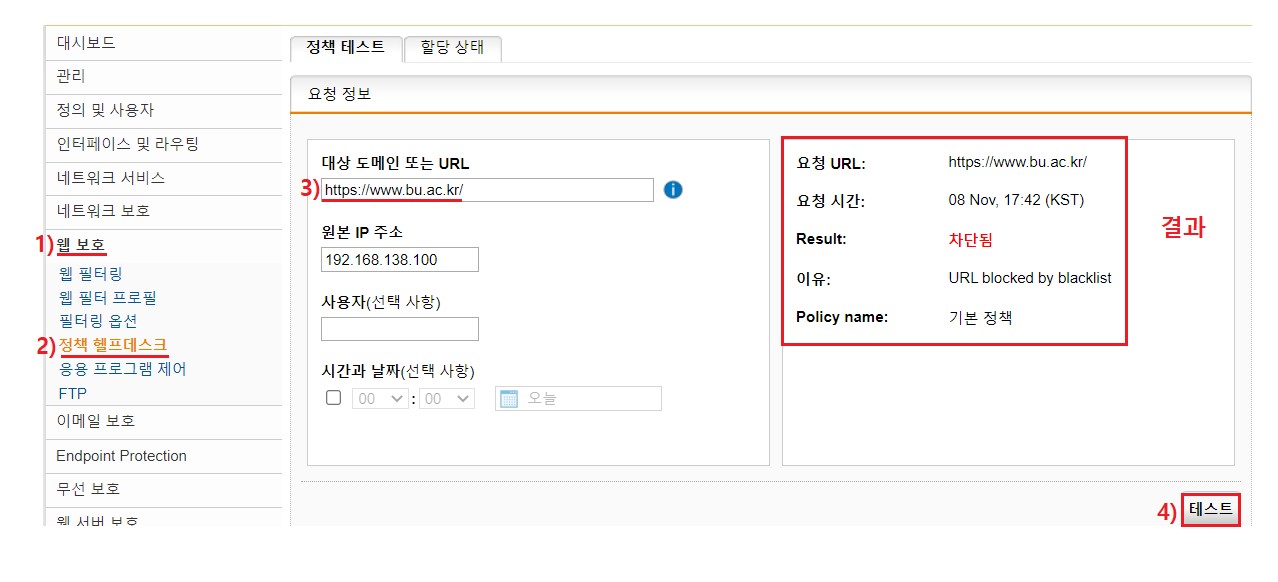 대시보드
관리
정의 및 사용자
인터페이스 및 라우팅
네트워크 서비스
네트워크 보호
1) 웹 보호
웹 필터링
웹 필터 프로필
필터링 옵션
2) 정책 헬프데스크
응용 프로그램 제어
FTP
이메일 보호
Endpoint Protection
무선 보호
웹 서버 보호
정책 테스트
할당 상태
요청 정보
대상 도메인 또는 URL
3) https://www.bu.ac.kr/
원본 IP 주소
192.168.138.100
사용자(선택 사항)
시간과 날짜(선택 사항)
00 : 00 오늘
요청 URL: https://www.bu.ac.kr/
요청 시간: 08 Nov, 17:42 (KST)
Result: 차단됨
이유: URL blocked by blacklist
Policy name: 기본 정책
결과
4) 테스트